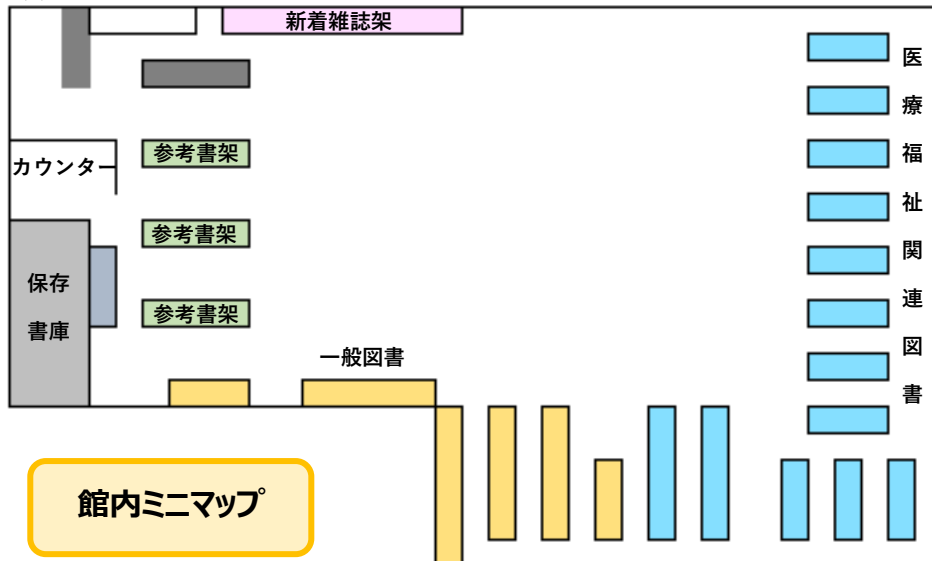 新着雑誌架
カウンター
参考書架
参考書架
参考書架
保存
書庫
一般図書
医療福祉関連図書
館内ミニマップ